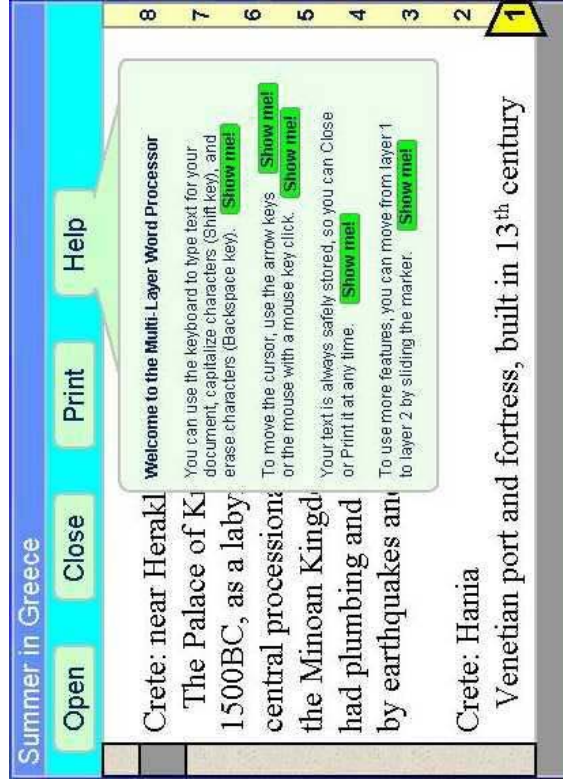 Summer in Greece
Open Close Print Help
Welcome to the Multi-Layer Word Processor
You can use the keyboard to type text for your
document, capitalize characters (Shift key), and
erase characters (Backspace key). Show me!
To move the cursor, use the arrow keys Show me!
or the mouse with a mouse key click. Show me!
Your text is always safely stored, so you can Close
or Print it at any time. Show me!
To use more features, you can move from layer 1
to layer 2 by sliding the marker. Show me!
Crete: near Herakl
The Palace of K
1500BC, as a laby
central processiona
the Minoan Kingd
had plumbing and
by earthquakes an
Crete: Hania
Venetian port and fortress, built in 13th century
8
7
6
5
4
3
2
1